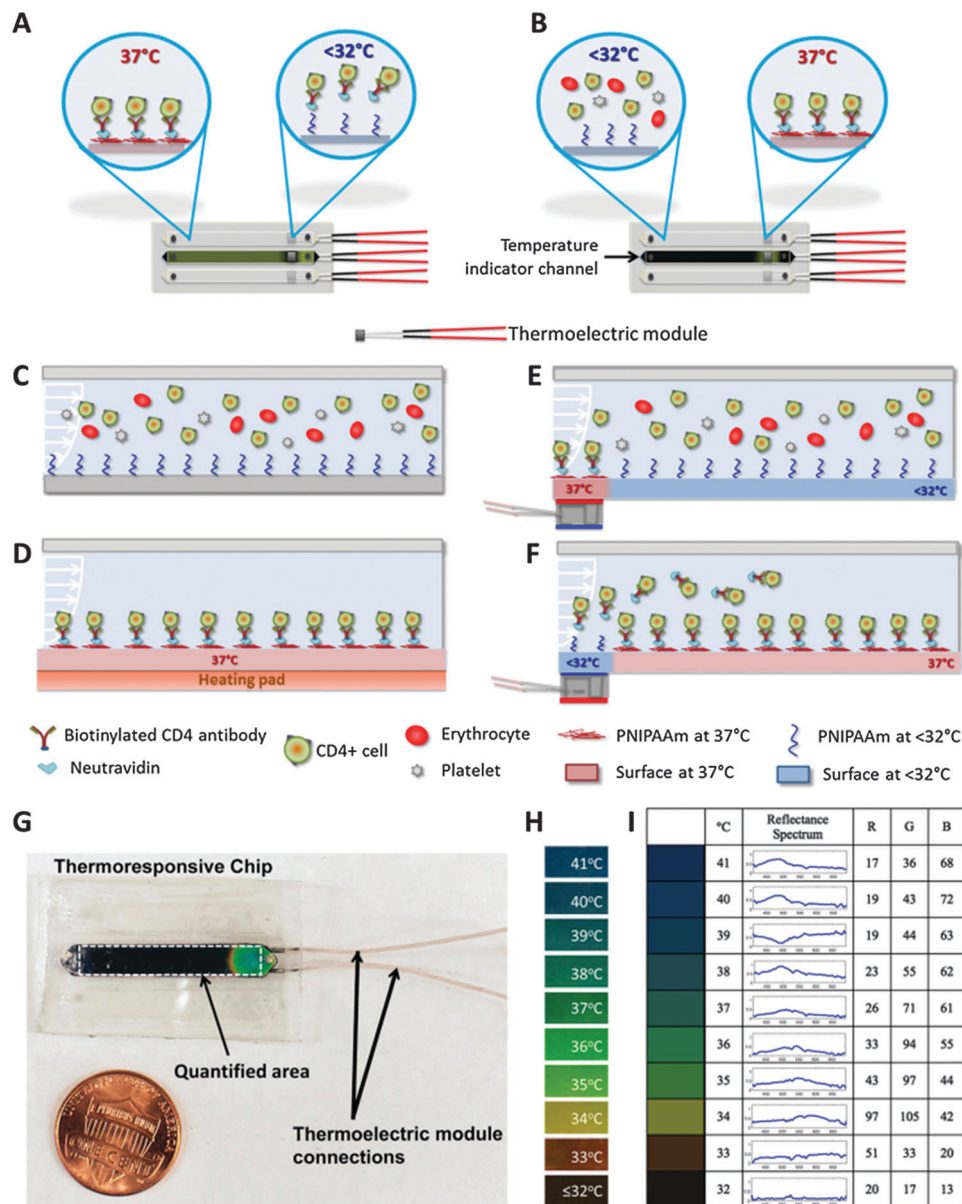 A
B
37°C
<32°C
<32°C
37°C
Temperature
indicator channel
Thermoelectric module
C
E
37°C
<32°C
D
F
37°C
Heating pad
<32°C
37°C
Biotinylated CD4 antibody
Neutravidin
CD4+ cell
Erythrocyte
Platelet
PNIPAAm at 37°C
Surface at 37°C
PNIPAAm at <32°C
Surface at <32°C
G
Thermoresponsive Chip
Quantified area
Thermoelectric module
connections
E PLURIBUS UNUM
ONE CENT
H
41°C
40°C
39°C
38°C
37°C
36°C
35°C
34°C
33°C
≤32°C
I
°C Reflectance Spectrum R G B
41 17 36 68
40 19 43 72
39 19 44 63
38 23 55 62
37 26 71 61
36 33 94 55
35 43 97 44
34 97 105 42
33 51 33 20
32 20 17 13